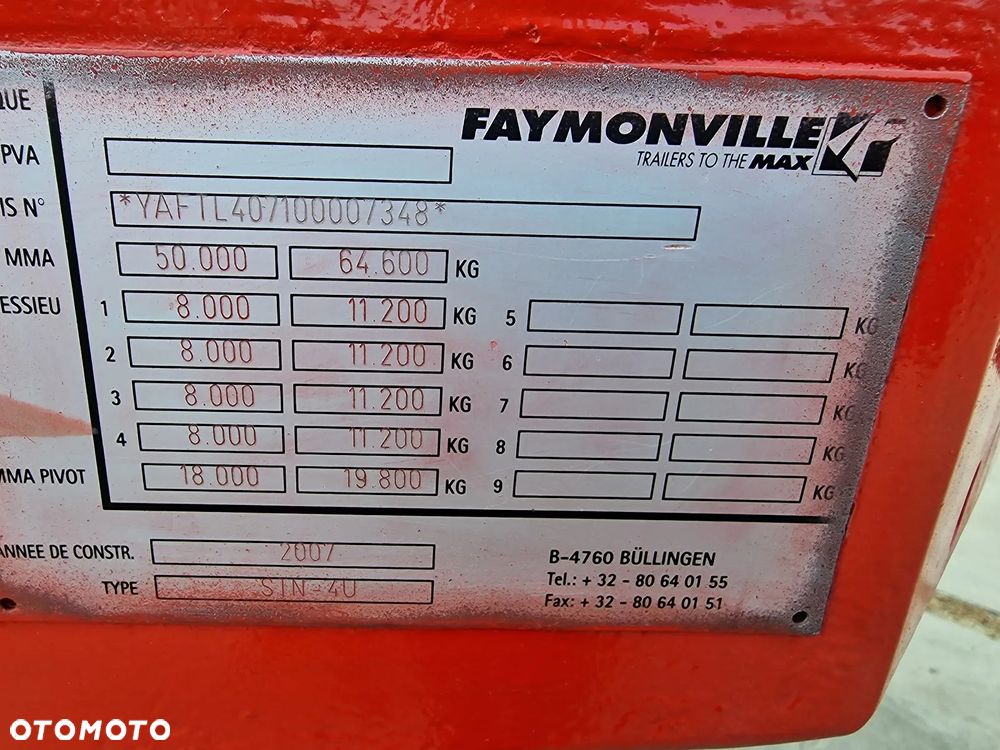 QUE
FAYMONVILLE
TRAILERS TO THE MAX
PVA
IS N° *YAFTL407100007348*
MMA 50.000 64.600 KG
ESSIEU 1 8.000 11.200 KG 5 KG
2 8.000 11.200 KG 6 KG
3 8.000 11.200 KG 7 KG
4 8.000 11.200 KG 8 KG
MMA PIVOT 18.000 19.800 KG 9 KG
ANNEE DE CONSTR. 2007
TYPE STN-4U
B-4760 BÜLLINGEN
Tel.: + 32 - 80 64 01 55
Fax: + 32 - 80 64 01 51
OTOMOTO